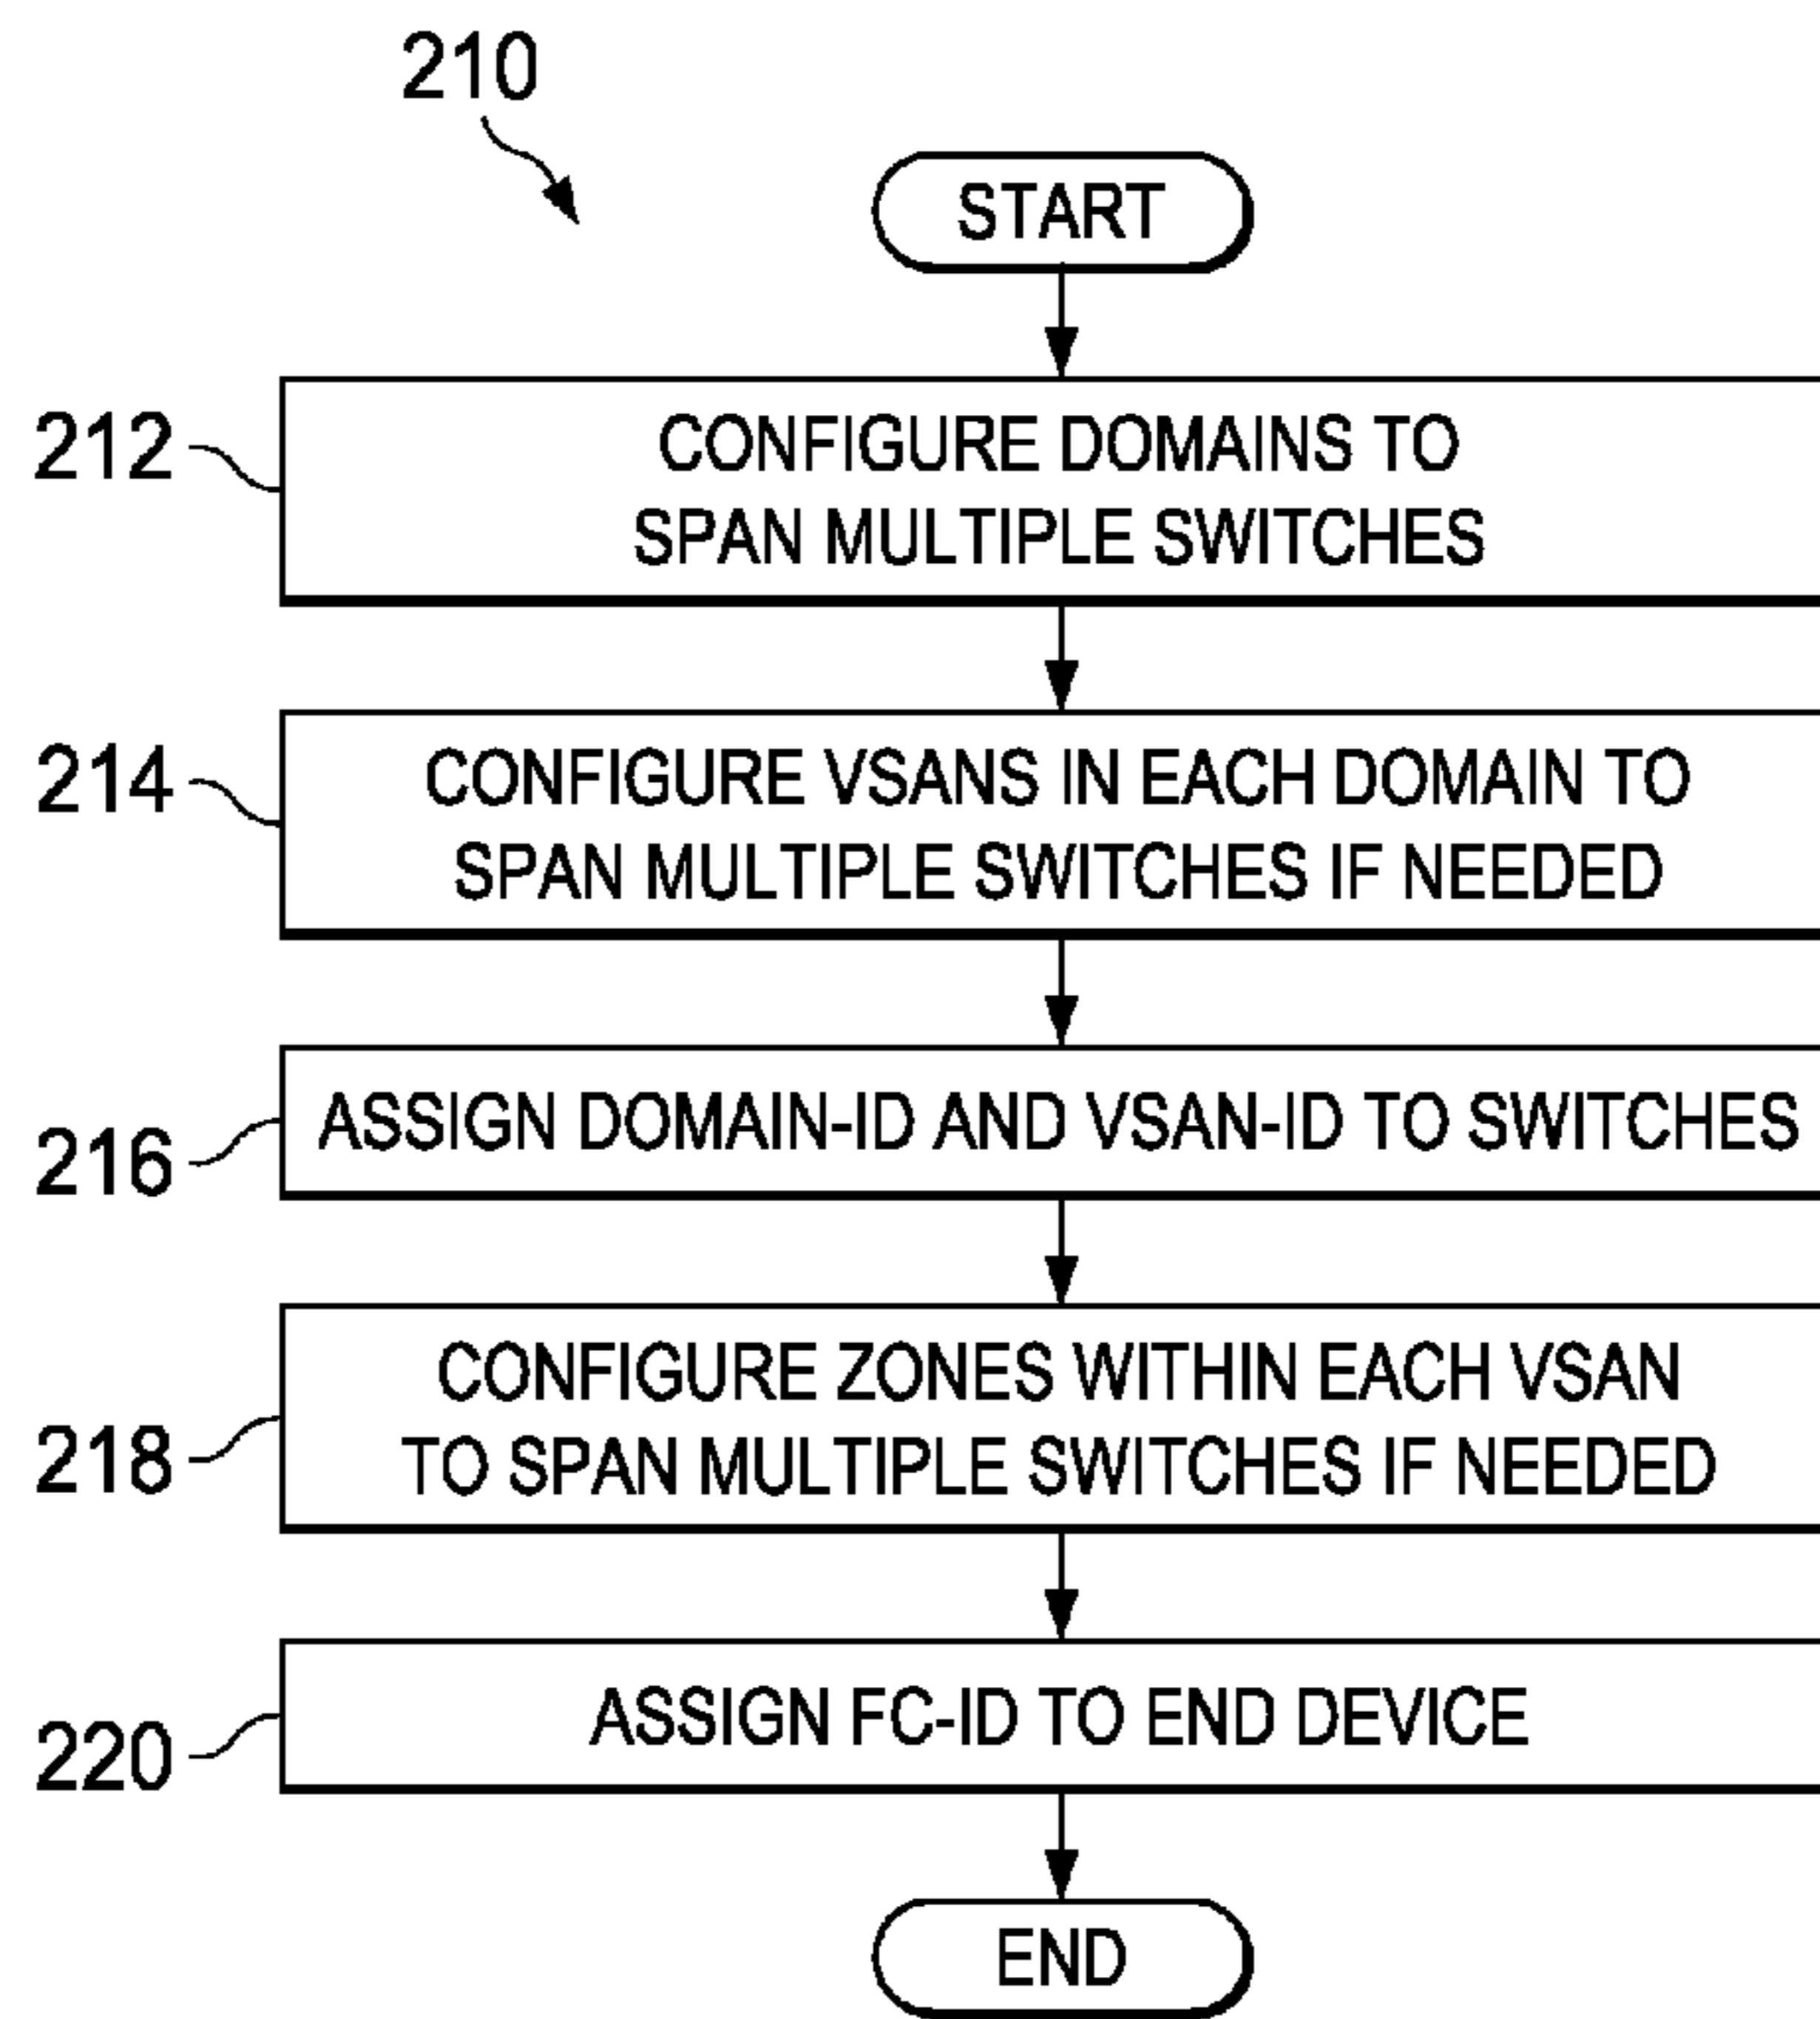 210
START
212
CONFIGURE DOMAINS TO
SPAN MULTIPLE SWITCHES
214
CONFIGURE VSANS IN EACH DOMAIN TO
SPAN MULTIPLE SWITCHES IF NEEDED
216
ASSIGN DOMAIN-ID AND VSAN-ID TO SWITCHES
218
CONFIGURE ZONES WITHIN EACH VSAN
TO SPAN MULTIPLE SWITCHES IF NEEDED
220
ASSIGN FC-ID TO END DEVICE
END